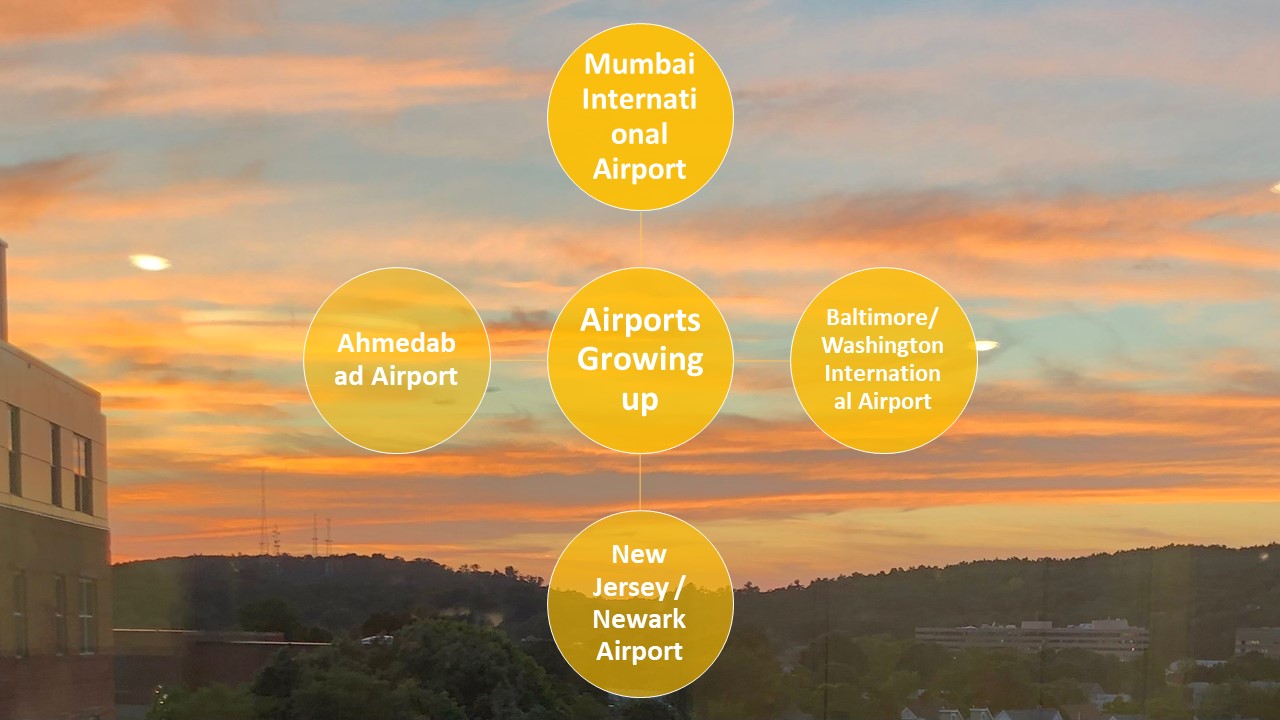 Mumbai
Internati
onal
Airport
Ahmedab
ad Airport
Airports
Growing
up
Baltimore/
Washington
Internation
al Airport
New
Jersey /
Newark
Airport